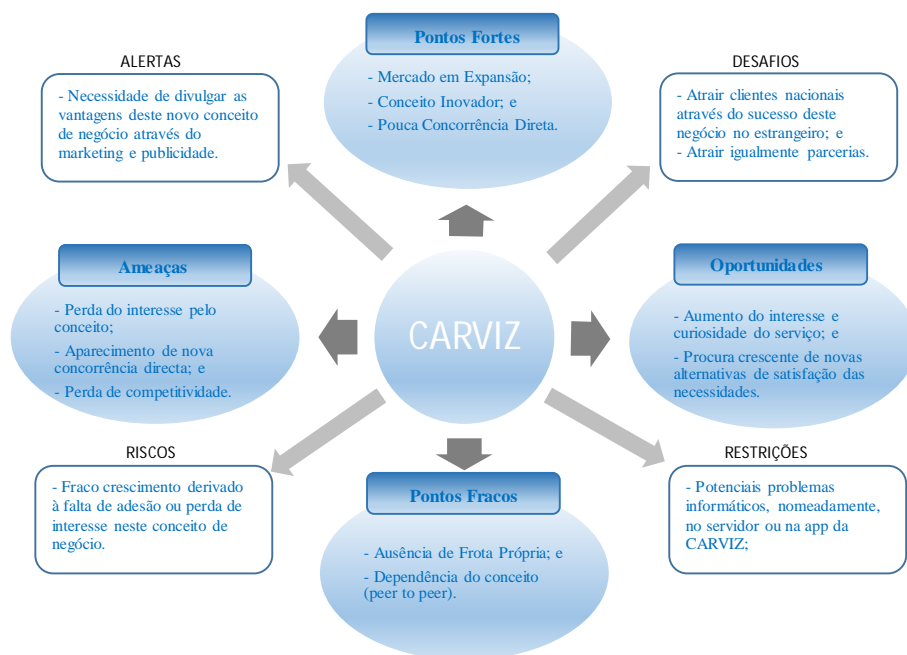 Pontos Fortes
- Mercado em Expansão;
- Conceito Inovador; e
- Pouca Concorrência Direta.
ALERTAS
- Necessidade de divulgar as
vantagens deste novo conceito
de negócio através do
marketing e publicidade.
DESAFIOS
- Atrair clientes nacionais
através do sucesso deste
negócio no estrangeiro; e
- Atrair igualmente parcerias.
Ameaças
- Perda do interesse pelo
conceito;
- Aparecimento de nova
concorrência directa; e
- Perda de competitividade.
CARVIZ
Oportunidades
- Aumento do interesse e
curiosidade do serviço; e
- Procura crescente de novas
alternativas de satisfação das
necessidades.
RISCOS
- Fraco crescimento derivado
à falta de adesão ou perda de
interesse neste conceito de
negócio.
Pontos Fracos
- Ausência de Frota Própria; e
- Dependência do conceito
(peer to peer).
RESTRIÇÕES
- Potenciais problemas
informáticos, nomeadamente,
no servidor ou na app da
CARVIZ;